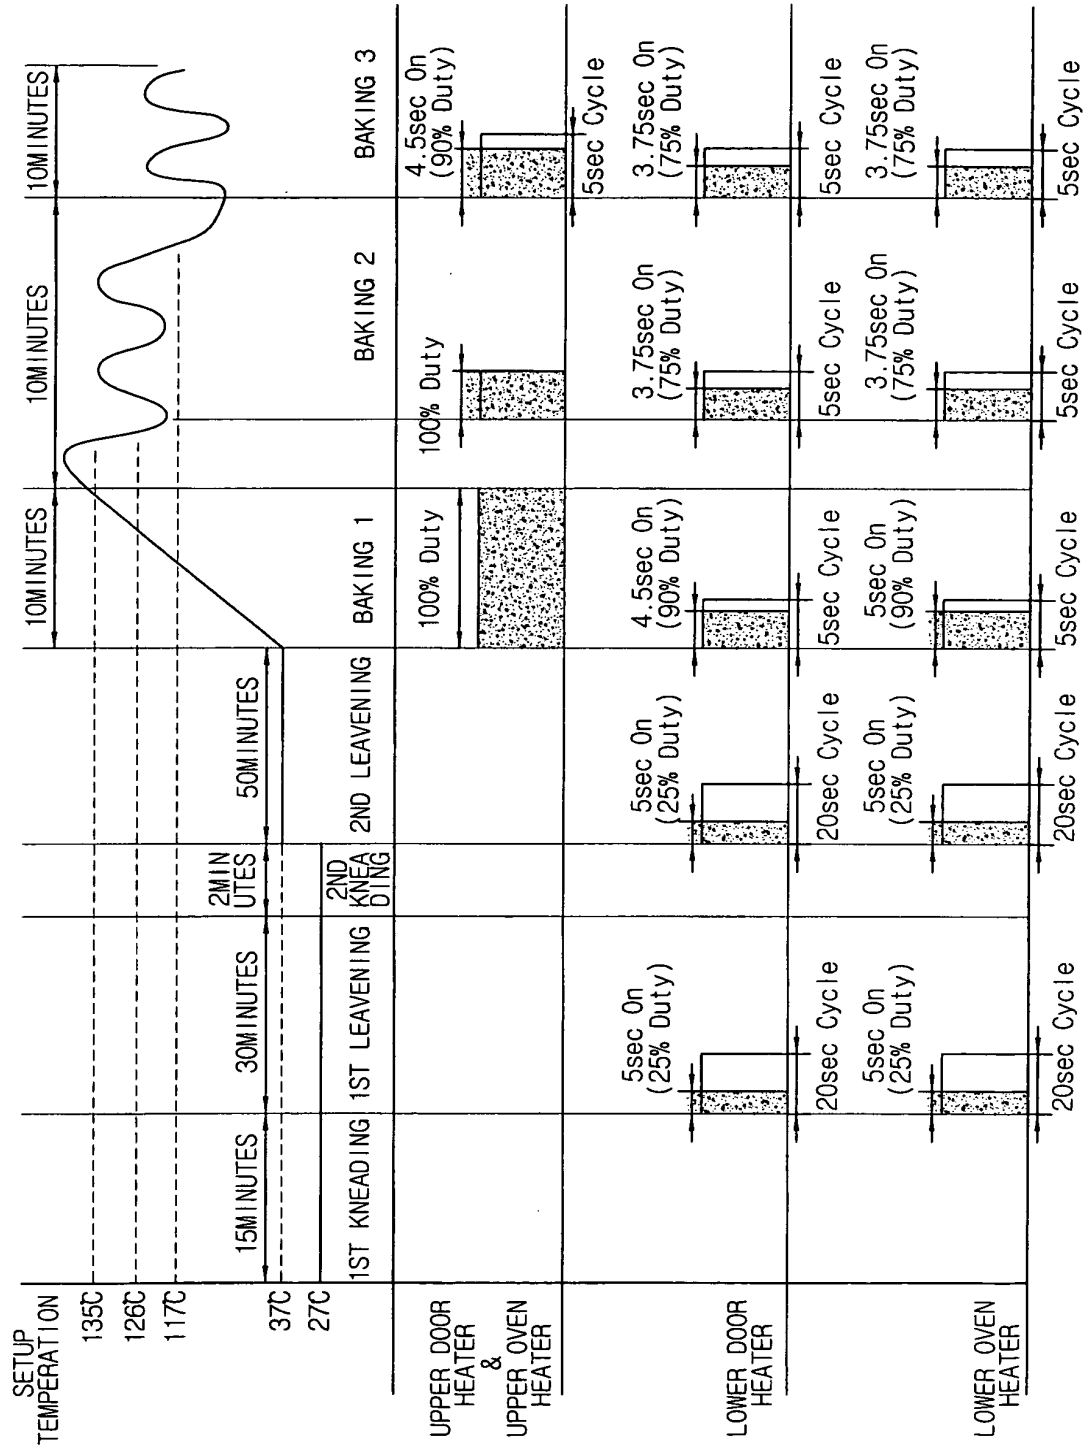 SETUP
TEMPERATION
135℃
126℃
117℃
37℃
27℃
15MINUTES
30MINUTES
2MIN
UTES
50MINUTES
10MINUTES
10MINUTES
10MINUTES
1ST KNEADING
1ST LEAVENING
2ND
KNEA
DING
2ND LEAVENING
BAKING 1
BAKING 2
BAKING 3
UPPER DOOR
HEATER
&
UPPER OVEN
HEATER
100% Duty
100% Duty
4.5sec On
(90% Duty)
5sec Cycle
LOWER DOOR
HEATER
5sec On
(25% Duty)
20sec Cycle
5sec On
(25% Duty)
20sec Cycle
4.5sec On
(90% Duty)
5sec Cycle
3.75sec On
(75% Duty)
5sec Cycle
3.75sec On
(75% Duty)
5sec Cycle
LOWER OVEN
HEATER
5sec On
(25% Duty)
20sec Cycle
5sec On
(25% Duty)
20sec Cycle
5sec On
(90% Duty)
5sec Cycle
3.75sec On
(75% Duty)
5sec Cycle
3.75sec On
(75% Duty)
5sec Cycle